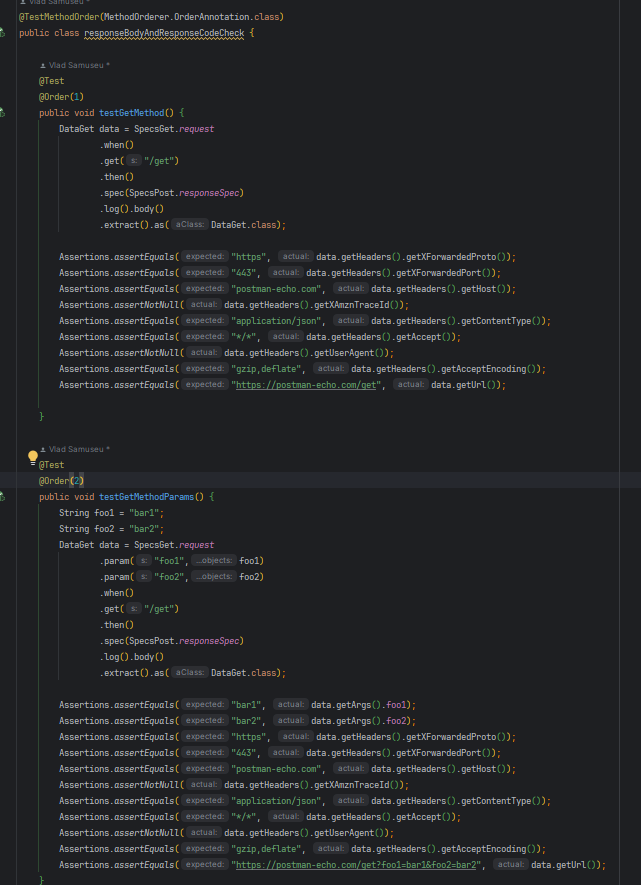 Vlad Samuseu *
@TestMethodOrder(MethodOrderer.OrderAnnotation.class)
public class responseBodyAndResponseCodeCheck {
Vlad Samuseu *
@Test
@Order(1)
public void testGetMethod() {
DataGet data = SpecsGet.request
.when()
.get( s: "/get")
.then()
.spec(SpecsPost.responseSpec)
.log().body()
.extract().as( aClass: DataGet.class);
Assertions.assertEquals( expected: "https", actual: data.getHeaders().getXForwardedProto());
Assertions.assertEquals( expected: "443", actual: data.getHeaders().getXForwardedPort());
Assertions.assertEquals( expected: "postman-echo.com", actual: data.getHeaders().getHost());
Assertions.assertNotNull( actual: data.getHeaders().getXAmznTraceId());
Assertions.assertEquals( expected: "application/json", actual: data.getHeaders().getContentType());
Assertions.assertEquals( expected: "*/*", actual: data.getHeaders().getAccept());
Assertions.assertNotNull( actual: data.getHeaders().getUserAgent());
Assertions.assertEquals( expected: "gzip,deflate", actual: data.getHeaders().getAcceptEncoding());
Assertions.assertEquals( expected: "https://postman-echo.com/get", actual: data.getUrl());
}
Vlad Samuseu *
@Test
@Order(2)
public void testGetMethodParams() {
String foo1 = "bar1";
String foo2 = "bar2";
DataGet data = SpecsGet.request
.param( s: "foo1", ...objects: foo1)
.param( s: "foo2", ...objects: foo2)
.when()
.get( s: "/get")
.then()
.spec(SpecsPost.responseSpec)
.log().body()
.extract().as( aClass: DataGet.class);
Assertions.assertEquals( expected: "bar1", actual: data.getArgs().foo1);
Assertions.assertEquals( expected: "bar2", actual: data.getArgs().foo2);
Assertions.assertEquals( expected: "https", actual: data.getHeaders().getXForwardedProto());
Assertions.assertEquals( expected: "443", actual: data.getHeaders().getXForwardedPort());
Assertions.assertEquals( expected: "postman-echo.com", actual: data.getHeaders().getHost());
Assertions.assertNotNull( actual: data.getHeaders().getXAmznTraceId());
Assertions.assertEquals( expected: "application/json", actual: data.getHeaders().getContentType());
Assertions.assertEquals( expected: "*/*", actual: data.getHeaders().getAccept());
Assertions.assertNotNull( actual: data.getHeaders().getUserAgent());
Assertions.assertEquals( expected: "gzip,deflate", actual: data.getHeaders().getAcceptEncoding());
Assertions.assertEquals( expected: "https://postman-echo.com/get?foo1=bar1&foo2=bar2", actual: data.getUrl());
}